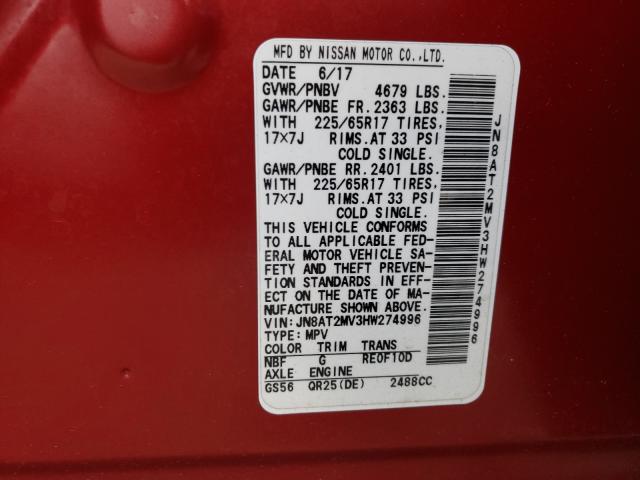 MFD BY NISSAN MOTOR CO.,LTD.
DATE 6/17
GVWR/PNBV 4679 LBS.
GAWR/PNBE FR. 2363 LBS.
WITH 225/65R17 TIRES,
17×7J RIMS.AT 33 PSI
COLD SINGLE.
GAWR/PNBE RR. 2401 LBS.
WITH 225/65R17 TIRES,
17×7J RIMS.AT 33 PSI
COLD SINGLE.
THIS VEHICLE CONFORMS
TO ALL APPLICABLE FED-
ERAL MOTOR VEHICLE SA-
FETY AND THEFT PREVEN-
TION STANDARDS IN EFF-
ECT ON THE DATE OF MA-
NUFACTURE SHOWN ABOVE.
VIN: JN8AT2MV3HW274996
TYPE: MPV
COLOR TRIM TRANS
NBF G RE0F10D
AXLE ENGINE
GS56 QR25(DE) 2488CC
JN8AT2MV3HW274996